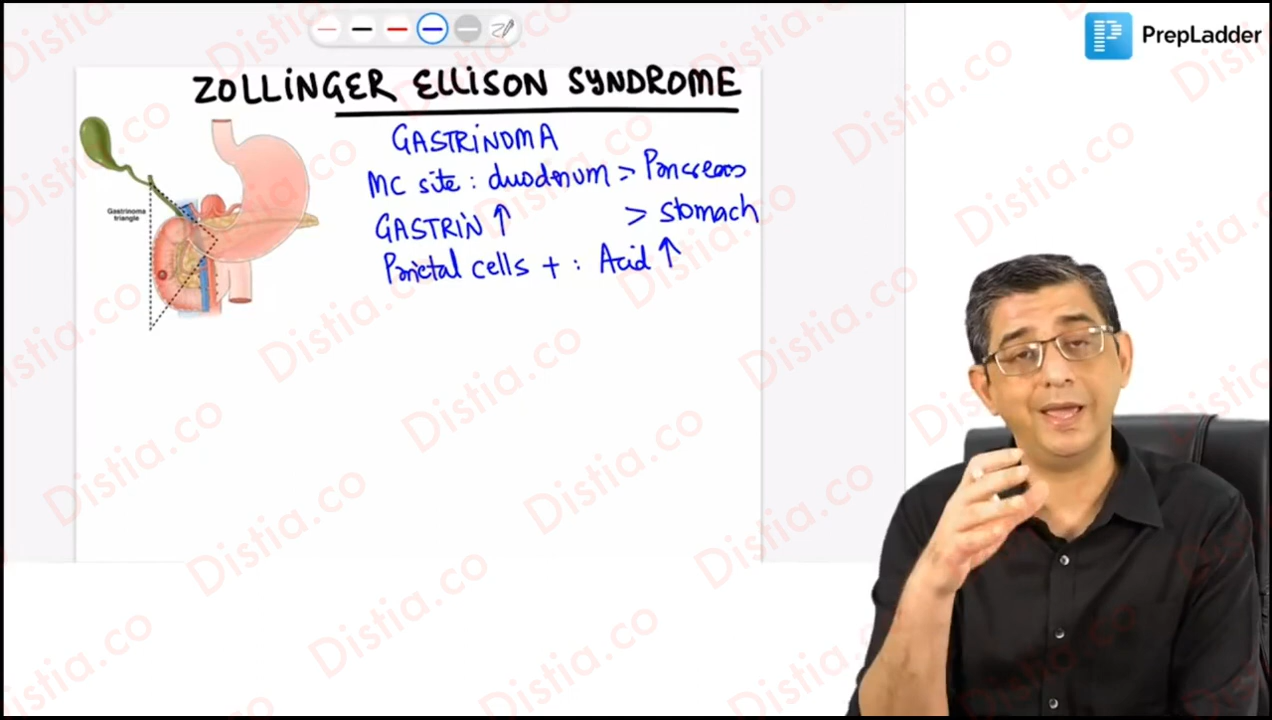 PrepLadder
ZOLLINGER ELLISON SYNDROME
GASTRINOMA
MC site : duodenum > Pancreas
> stomach
GASTRIN ↑
Parietal cells + : Acid ↑
Gastrinoma
triangle
Distia.co